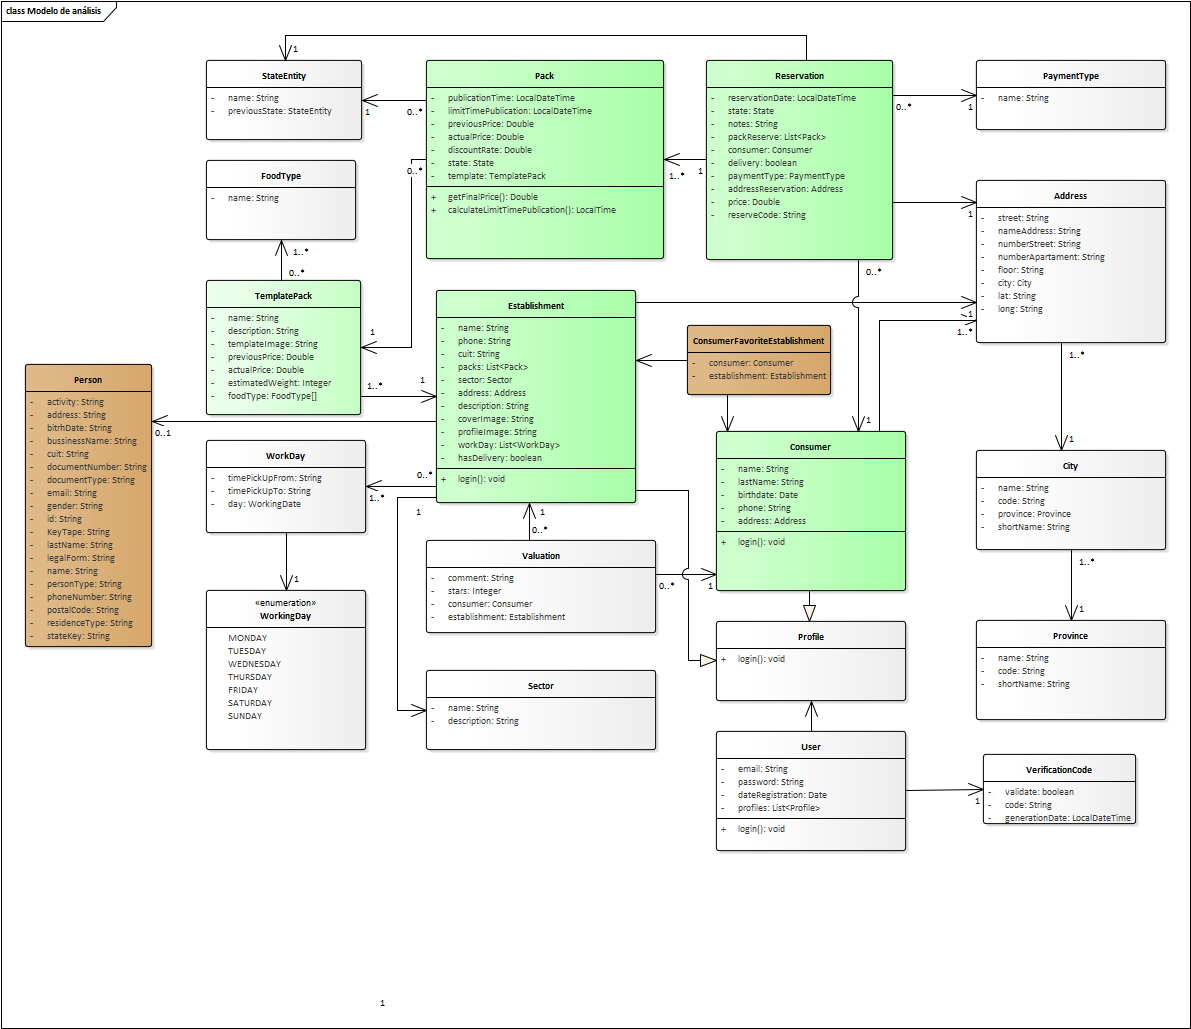 class Modelo de análisis
StateEntity
- name: String
- previousState: StateEntity
1
1
0..*
Pack
- publicationTime: LocalDateTime
- limitTimePublication: LocalDateTime
- previousPrice: Double
- actualPrice: Double
- discountRate: Double
- state: State
- template: TemplatePack
+ getFinalPrice(): Double
+ calculateLimitTimePublication(): LocalTime
0..*
1..*
1
Reservation
- reservationDate: LocalDateTime
- state: State
- notes: String
- packReserve: List<Pack>
- consumer: Consumer
- delivery: boolean
- paymentType: PaymentType
- addressReservation: Address
- price: Double
- reserveCode: String
0..*
1
0..*
PaymentType
- name: String
FoodType
- name: String
1..*
0..*
Address
- street: String
- nameAddress: String
- numberStreet: String
- numberApartament: String
- floor: String
- city: City
- lat: String
- long: String
1
1
1..*
1..*
1
TemplatePack
- name: String
- description: String
- templateImage: String
- previousPrice: Double
- actualPrice: Double
- estimatedWeight: Integer
- foodType: FoodType[]
1
1..*
1
Establishment
- name: String
- phone: String
- cuit: String
- packs: List<Pack>
- sector: Sector
- address: Address
- description: String
- coverImage: String
- profileImage: String
- workDay: List<WorkDay>
- hasDelivery: boolean
+ login(): void
ConsumerFavoriteEstablishment
- consumer: Consumer
- establishment: Establishment
Person
- activity: String
- address: String
- bitrhDate: String
- bussinessName: String
- cuit: String
- documentNumber: String
- documentType: String
- email: String
- gender: String
- id: String
- KeyTape: String
- lastName: String
- legalForm: String
- name: String
- personType: String
- phoneNumber: String
- postalCode: String
- residenceType: String
- stateKey: String
0..1
WorkDay
- timePickUpFrom: String
- timePickUpTo: String
- day: WorkingDate
0..*
1..*
1
1
«enumeration»
WorkingDay
MONDAY
TUESDAY
WEDNESDAY
THURSDAY
FRIDAY
SATURDAY
SUNDAY
1
0..*
Valuation
- comment: String
- stars: Integer
- consumer: Consumer
- establishment: Establishment
0..*
1
Consumer
- name: String
- lastName: String
- birthdate: Date
- phone: String
- address: Address
+ login(): void
1
City
- name: String
- code: String
- province: Province
- shortName: String
1..*
1
Province
- name: String
- code: String
- shortName: String
Profile
+ login(): void
Sector
- name: String
- description: String
User
- email: String
- password: String
- dateRegistration: Date
- profiles: List<Profile>
+ login(): void
1
VerificationCode
- validate: boolean
- code: String
- generationDate: LocalDateTime
1